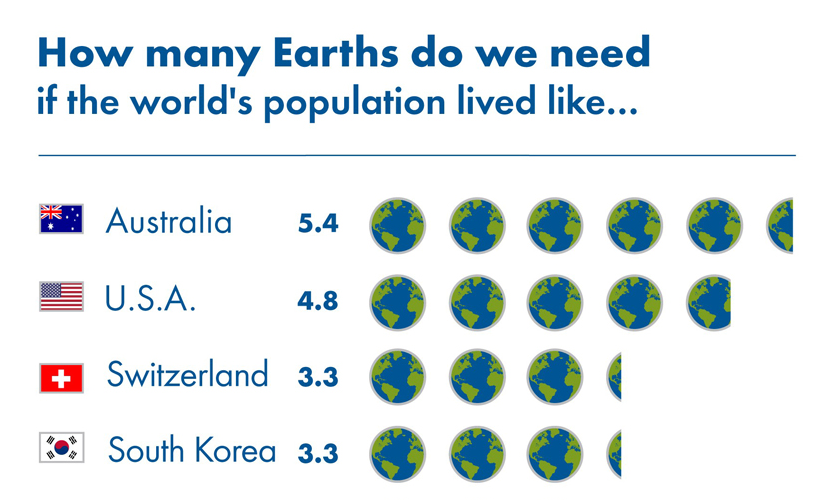 How many Earths do we need
if the world's population lived like...
Australia 5.4
U.S.A. 4.8
Switzerland 3.3
South Korea 3.3